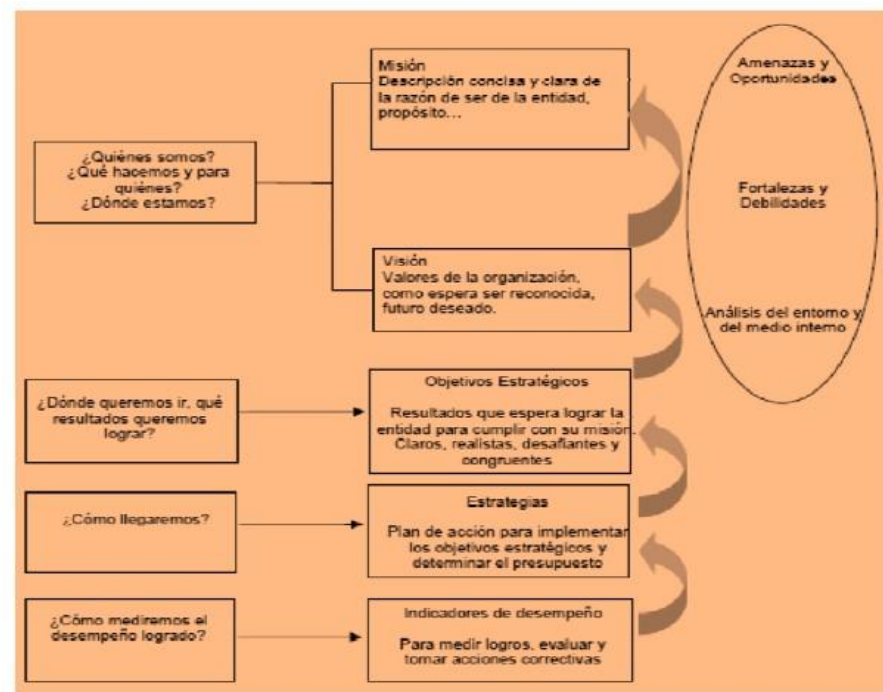 ¿Quiénes somos?
¿Qué hacemos y para
quiénes?
¿Dónde estamos?
Misión
Descripción concisa y clara de
la razón de ser de la entidad,
propósito...
Visión
Valores de la organización,
como espera ser reconocida,
futuro deseado.
Amenazas y
Oportunidades
Fortalezas y
Debilidades
Análisis del entorno y
del medio interno
¿Dónde queremos ir, qué
resultados queremos
lograr?
Objetivos Estratégicos
Resultados que espera lograr la
entidad para cumplir con su misión.
Claros, realistas, desafiantes y
congruentes
¿Cómo llegaremos?
Estrategias
Plan de acción para implementar
los objetivos estratégicos y
determinar el presupuesto
¿Cómo mediremos el
desempeño logrado?
Indicadores de desempeño
Para medir logros, evaluar y
tomar acciones correctivas